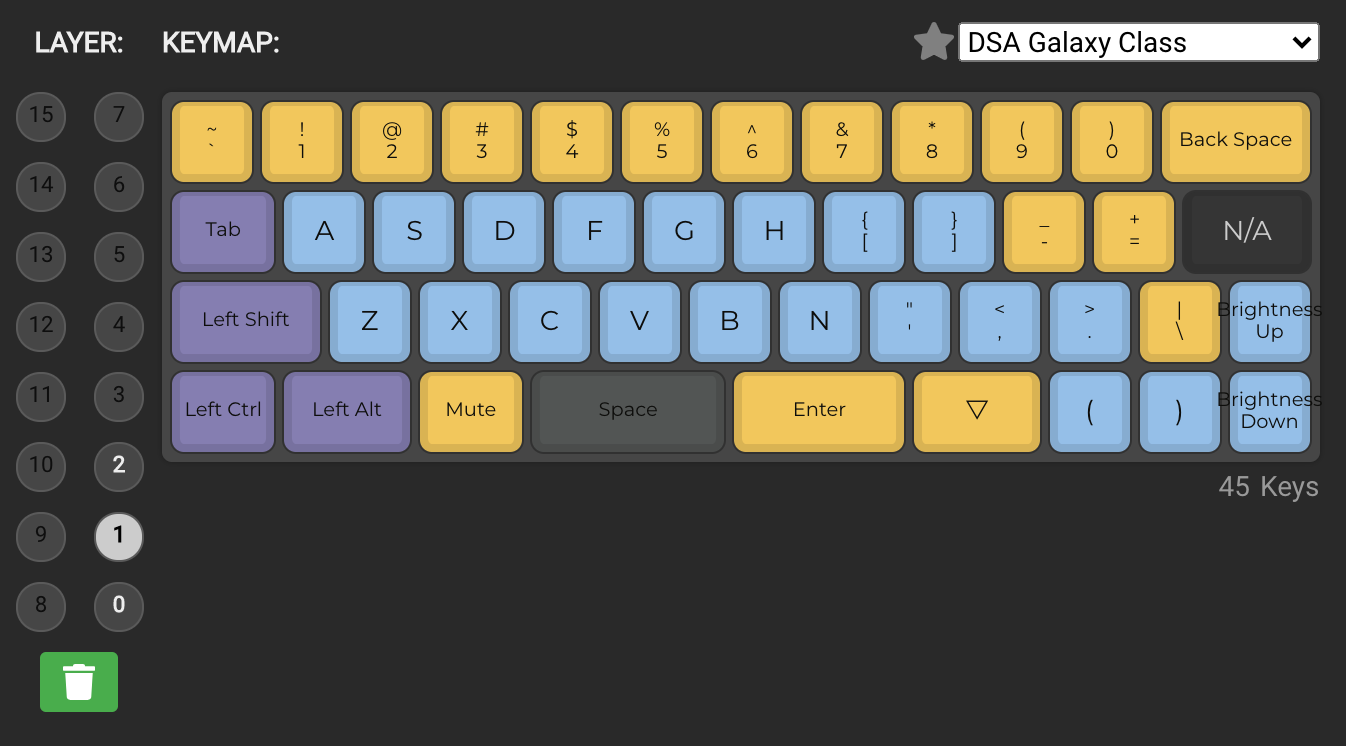 LAYER: KEYMAP: DSA Galaxy Class
15 7
14 6
13 5
12 4
11 3
10 2
9 1
8 0
~ ! @ # $ % ^ & * ( )
` 1 2 3 4 5 6 7 8 9 0 Back Space
Tab A S D F G H { } _ + N/A
[ ] - =
Left Shift Z X C V B N " < > | Brightness
' , . \ Up
Left Ctrl Left Alt Mute Space Enter ▽ ( ) Brightness
Down
45 Keys